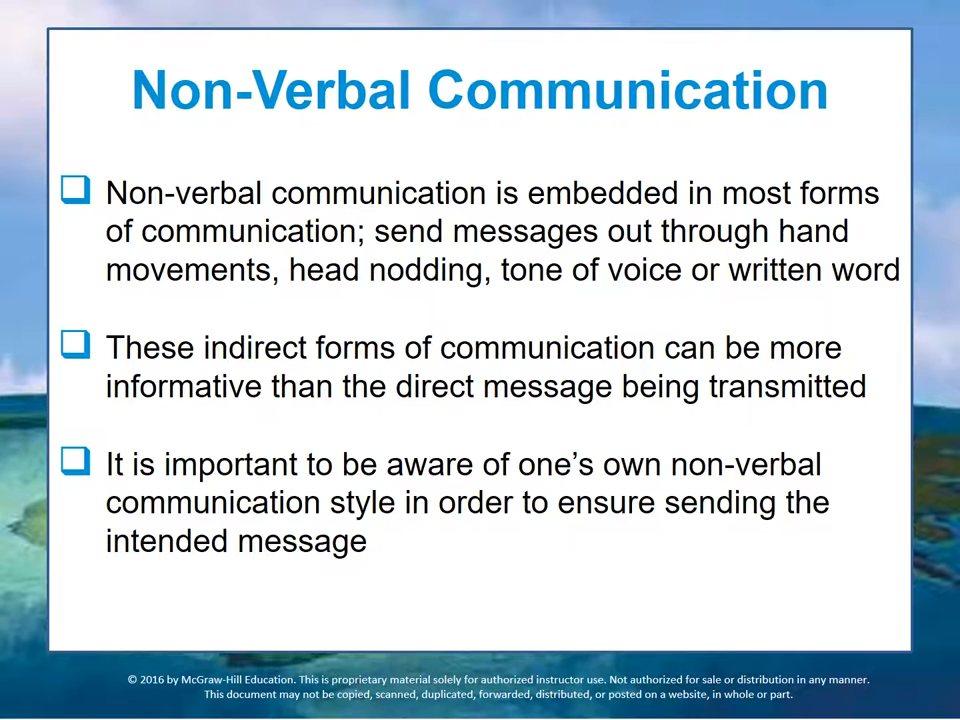 Non-Verbal Communication
Non-verbal communication is embedded in most forms
of communication; send messages out through hand
movements, head nodding, tone of voice or written word
These indirect forms of communication can be more
informative than the direct message being transmitted
It is important to be aware of one’s own non-verbal
communication style in order to ensure sending the
intended message
© 2016 by McGraw-Hill Education. This is proprietary material solely for authorized instructor use. Not authorized for sale or distribution in any manner.
This document may not be copied, scanned, duplicated, forwarded, distributed, or posted on a website, in whole or part.